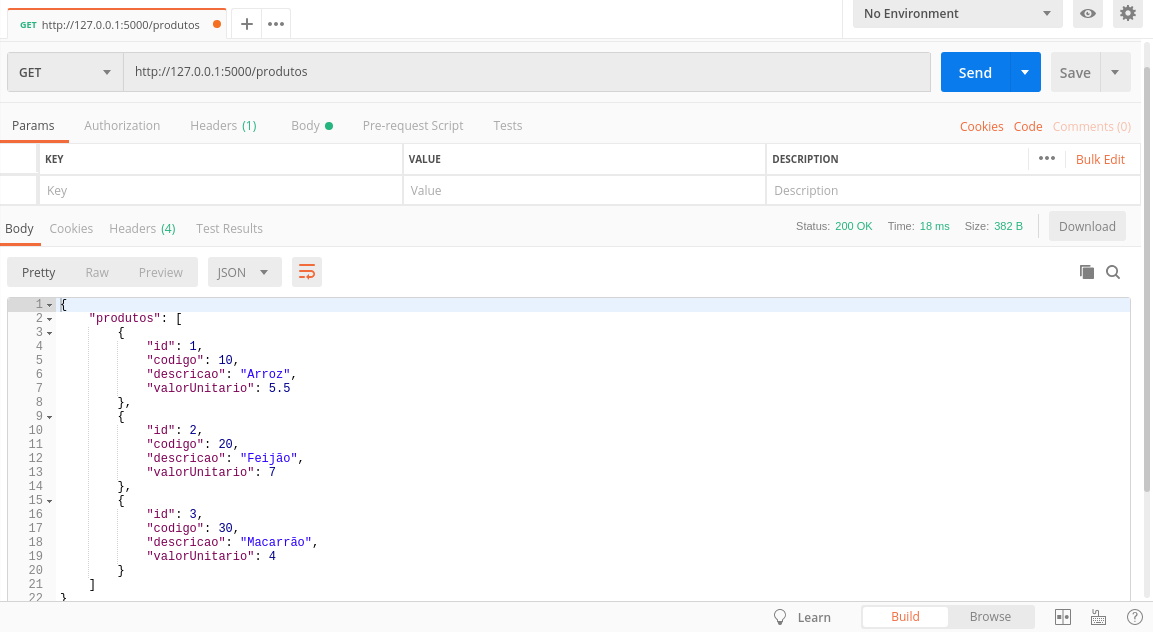 GET http://127.0.0.1:5000/produtos
No Environment
GET http://127.0.0.1:5000/produtos Send Save
Params Authorization Headers (1) Body Pre-request Script Tests Cookies Code Comments (0)
KEY VALUE DESCRIPTION Bulk Edit
Key Value Description
Body Cookies Headers (4) Test Results Status: 200 OK Time: 18 ms Size: 382 B Download
Pretty Raw Preview JSON
1 {
2 "produtos": [
3 {
4 "id": 1,
5 "codigo": 10,
6 "descricao": "Arroz",
7 "valorUnitario": 5.5
8 },
9 {
10 "id": 2,
11 "codigo": 20,
12 "descricao": "Feijão",
13 "valorUnitario": 7
14 },
15 {
16 "id": 3,
17 "codigo": 30,
18 "descricao": "Macarrão",
19 "valorUnitario": 4
20 }
21 ]
22 }
Learn Build Browse